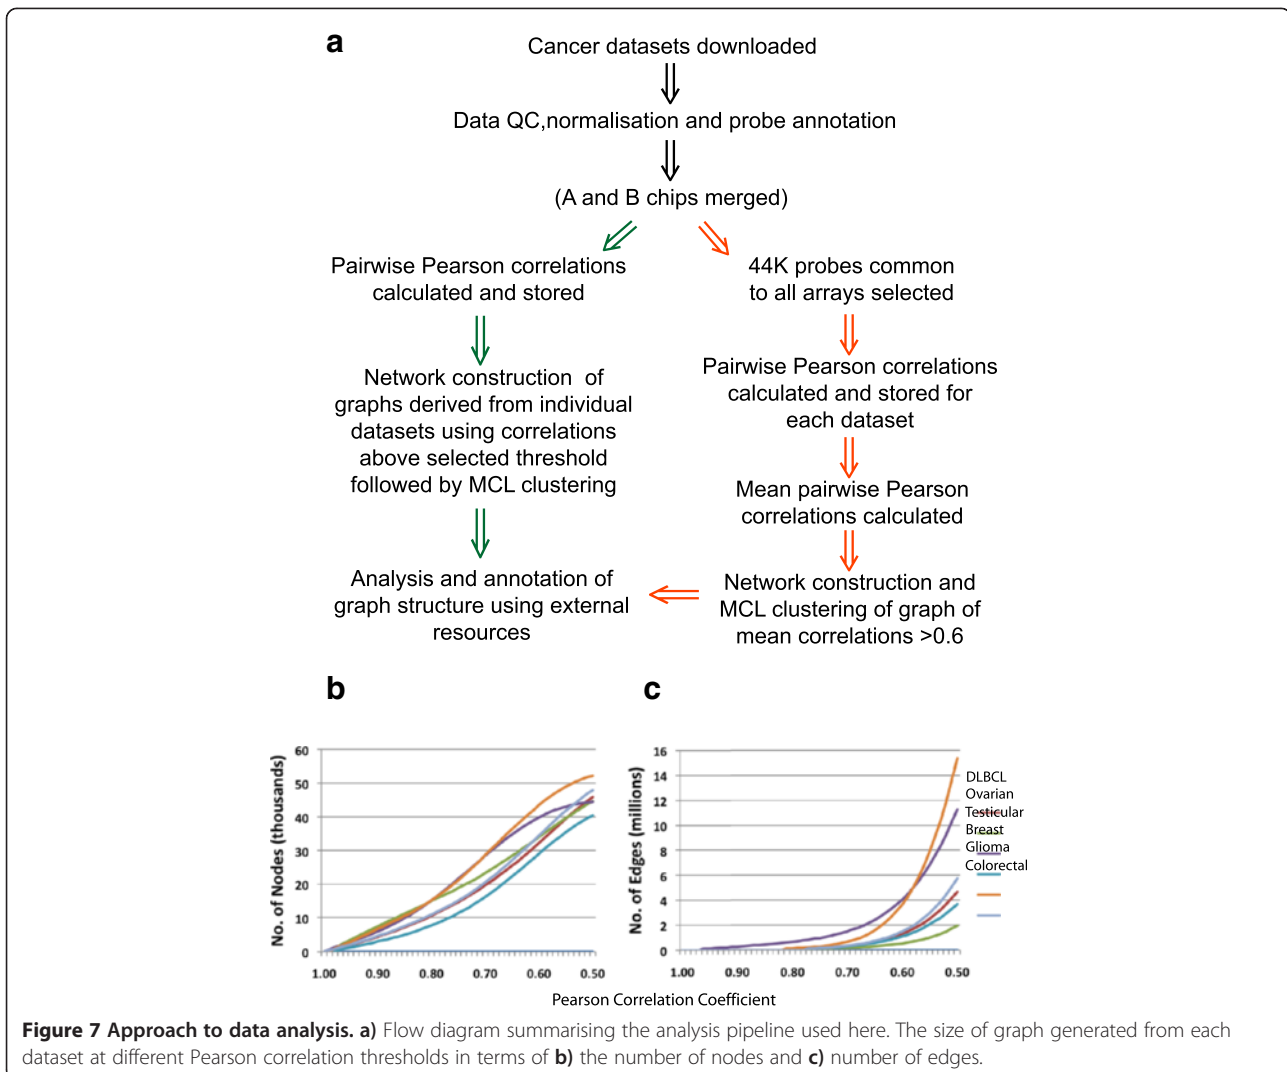 a
Cancer datasets downloaded
Data QC,normalisation and probe annotation
(A and B chips merged)
Pairwise Pearson correlations
calculated and stored
Network construction of
graphs derived from individual
datasets using correlations
above selected threshold
followed by MCL clustering
Analysis and annotation of
graph structure using external
resources
44K probes common
to all arrays selected
Pairwise Pearson correlations
calculated and stored for
each dataset
Mean pairwise Pearson
correlations calculated
Network construction and
MCL clustering of graph of
mean correlations >0.6
b
No. of Nodes (thousands)
60
50
40
30
20
10
0
1.00 0.90 0.80 0.70 0.60 0.50
c
No. of Edges (millions)
16
14
12
10
8
6
4
2
0
1.00 0.90 0.80 0.70 0.60 0.50
DLBCL
Ovarian
Testicular
Breast
Glioma
Colorectal
Pearson Correlation Coefficient
Figure 7 Approach to data analysis. a) Flow diagram summarising the analysis pipeline used here. The size of graph generated from each
dataset at different Pearson correlation thresholds in terms of b) the number of nodes and c) number of edges.